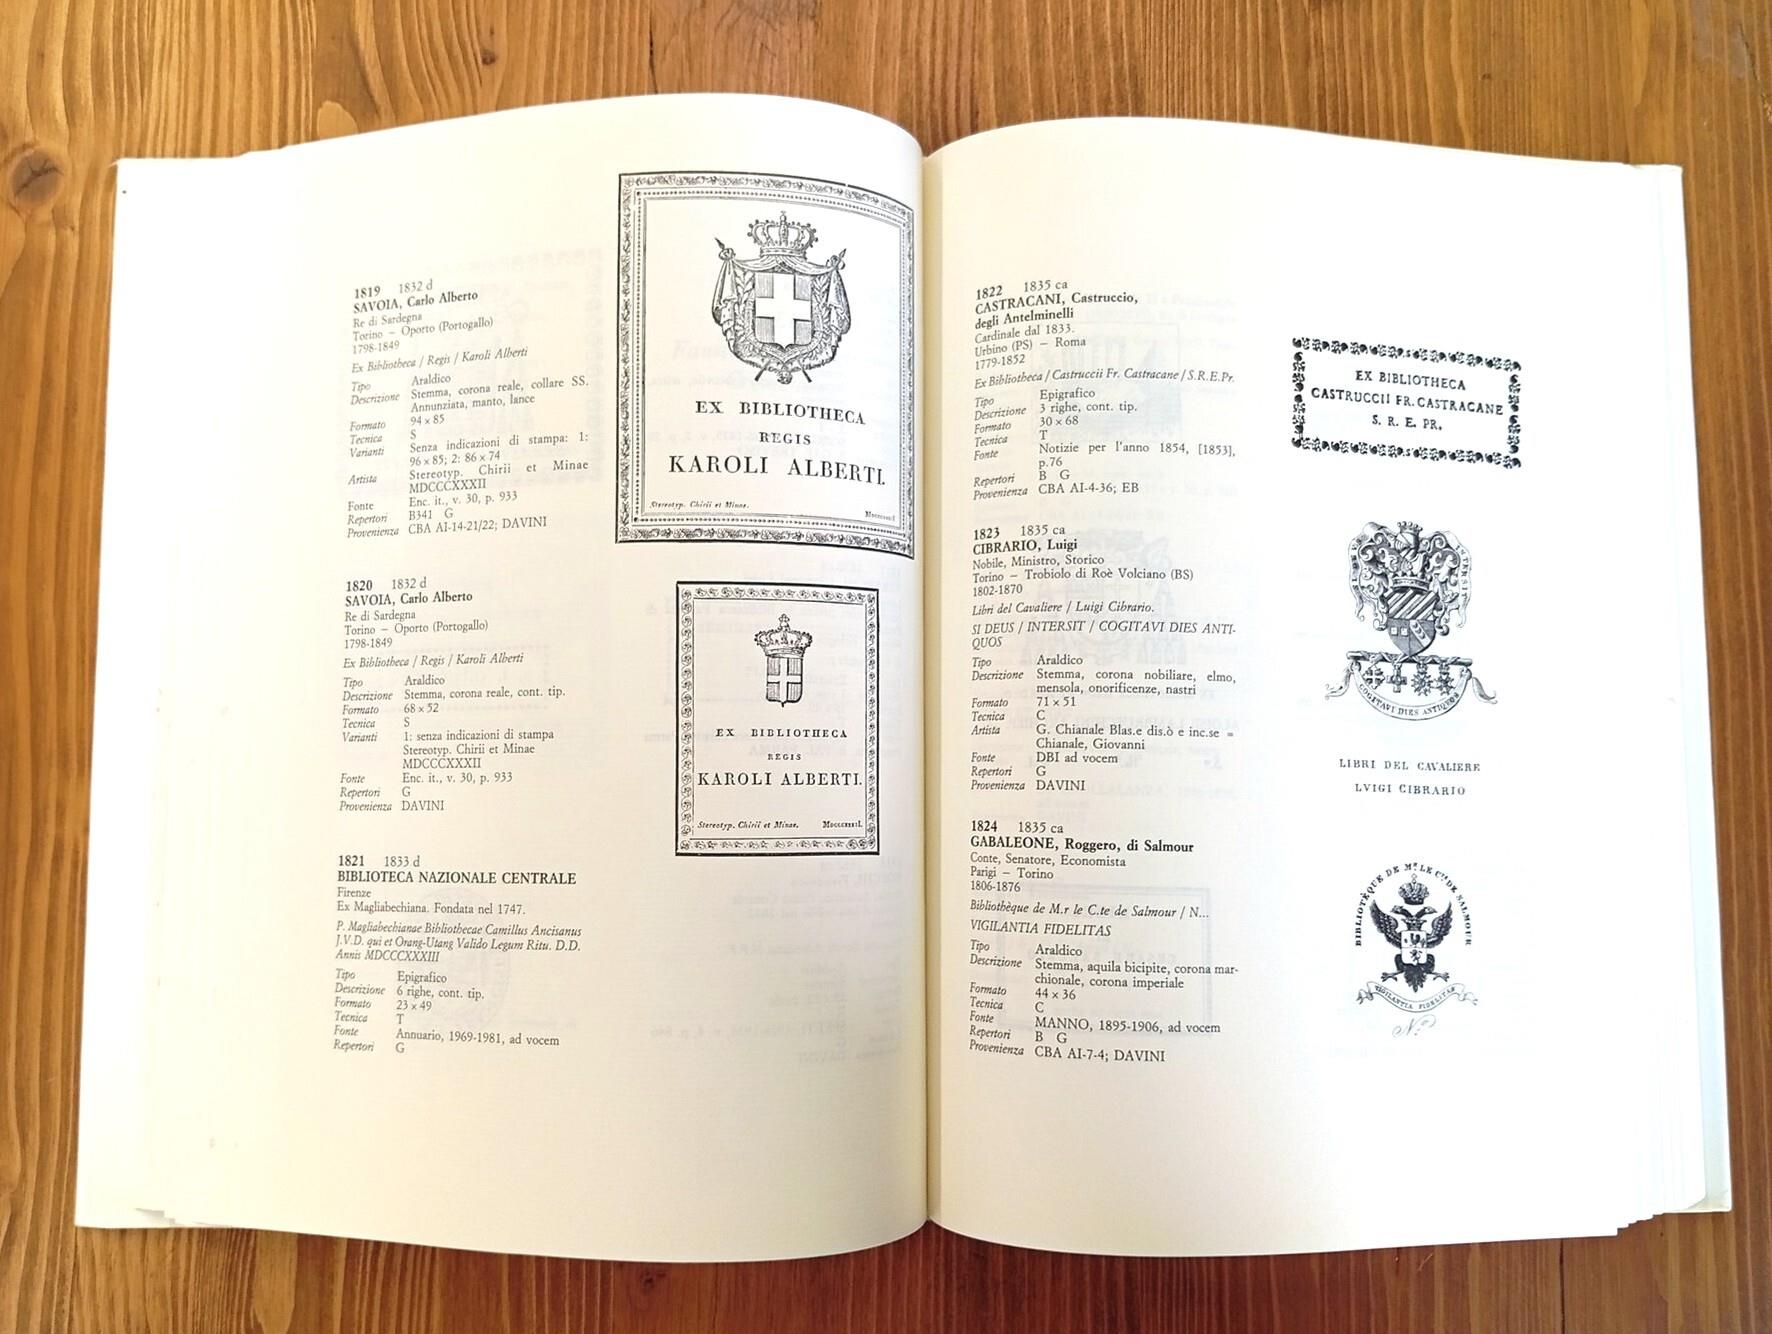 1819 1832 d
SAVOIA, Carlo Alberto
Re di Sardegna
Torino – Oporto (Portogallo)
1798-1849
Ex Bibliotheca / Regis / Karoli Alberti
Tipo Araldico
Descrizione Stemma, corona reale, collare SS.
Annunziata, manto, lance
Formato 94 x 85
Tecnica S
Varianti Senza indicazioni di stampa: 1:
96 x 85; 2: 86 x 74
Artista Stereotyp. Chirii et Minae
MDCCCXXXII
Fonte Enc. it., v. 30, p. 933
Repertori B341 G
Provenienza CBA AI-14-21/22; DAVINI
EX BIBLIOTHECA
REGIS
KAROLI ALBERTI.
Stereotyp. Chirii et Minae.
1820 1832 d
SAVOIA, Carlo Alberto
Re di Sardegna
Torino – Oporto (Portogallo)
1798-1849
Ex Bibliotheca / Regis / Karoli Alberti
Tipo Araldico
Descrizione Stemma, corona reale, cont. tip.
Formato 68 x 52
Tecnica S
Varianti 1: senza indicazioni di stampa
Stereotyp. Chirii et Minae
MDCCCXXXII
Fonte Enc. it., v. 30, p. 933
Repertori G
Provenienza DAVINI
EX BIBLIOTHECA
REGIS
KAROLI ALBERTI.
Stereotyp. Chirii et Minae.
1821 1833 d
BIBLIOTECA NAZIONALE CENTRALE
Firenze
Ex Magliabechiana. Fondata nel 1747.
P. Magliabechianae Bibliothecae Camillus Ancisanus
J.V.D. qui et Orang-Utang Valido Legum Ritu. D.D.
Annis MDCCCXXXIII
Tipo Epigrafico
Descrizione 6 righe, cont. tip.
Formato 23 x 49
Tecnica T
Fonte Annuario, 1969-1981, ad vocem
Repertori G
1822 1835 ca
CASTRACANI, Castruccio,
degli Antelminelli
Cardinale dal 1833.
Urbino (PS) – Roma
1779-1852
Ex Bibliotheca / Castruccii Fr. Castracane / S.R.E.Pr.
Tipo Epigrafico
Descrizione 3 righe, cont. tip.
Formato 30 x 68
Tecnica T
Fonte Notizie per l'anno 1854, [1853],
p.76
Repertori B G
Provenienza CBA AI-4-36; EB
EX BIBLIOTHECA
CASTRUCCII FR. CASTRACANE
S. R. E. PR.
1823 1835 ca
CIBRARIO, Luigi
Nobile, Ministro, Storico
Torino – Trobiolo di Roè Volciano (BS)
1802-1870
Libri del Cavaliere / Luigi Cibrario.
SI DEUS / INTERSIT / COGITAVI DIES ANTI-
QUOS
Tipo Araldico
Descrizione Stemma, corona nobiliare, elmo,
mensola, onorificenze, nastri
Formato 71 x 51
Tecnica C
Artista G. Chianale Blas.e dis.ò e inc.se =
Chianale, Giovanni
Fonte DBI ad vocem
Repertori G
Provenienza DAVINI
INTERSIT
COGITAVI DIES ANTIQUOS
LIBRI DEL CAVALIERE
LVIGI CIBRARIO
1824 1835 ca
GABALEONE, Roggero, di Salmour
Conte, Senatore, Economista
Parigi – Torino
1806-1876
Bibliothèque de M.r le C.te de Salmour / N...
VIGILANTIA FIDELITAS
Tipo Araldico
Descrizione Stemma, aquila bicipite, corona mar-
chionale, corona imperiale
Formato 44 x 36
Tecnica C
Fonte MANNO, 1895-1906, ad vocem
Repertori B G
Provenienza CBA AI-7-4; DAVINI
BIBLIOTÈQUE DE M.r LE C.te DE SALMOUR
VIGILANTIA FIDELITAS
N.o